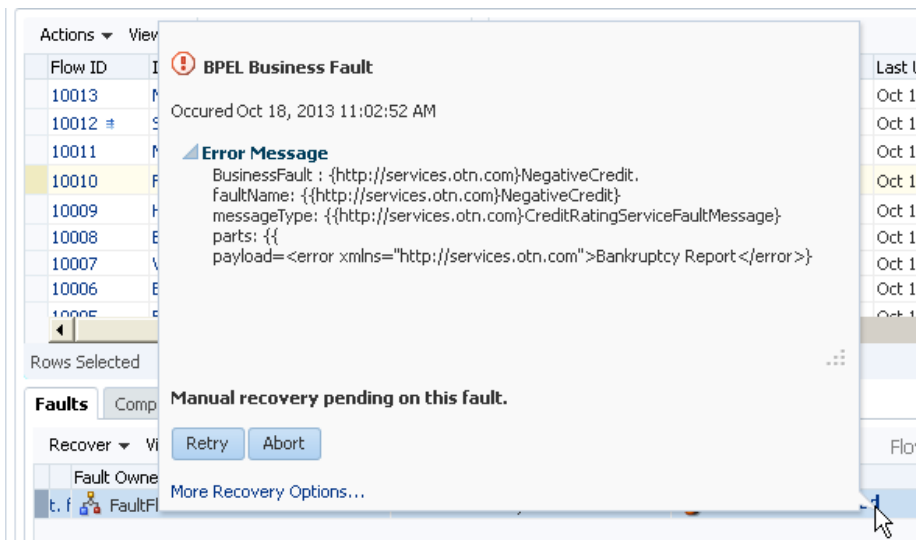 Actions View
Flow ID Last
10013 Oct 1
BPEL Business Fault
10012 Oct 1
Occured Oct 18, 2013 11:02:52 AM
10011 Oct 1
Error Message
BusinessFault : {http://services.otn.com}NegativeCredit.
10010 Oct 1
faultName: {{http://services.otn.com}NegativeCredit}
10009 Oct 1
messageType: {{http://services.otn.com}CreditRatingServiceFaultMessage}
10008 Oct 1
parts: {{
10007 Oct 1
payload=<error xmlns="http://services.otn.com">Bankruptcy Report</error>}
10006 Oct 1
Rows Selected
Manual recovery pending on this fault.
Faults Comp
Retry Abort
Recover Vi Flo
Fault Owne
t. f FaultFl
More Recovery Options...